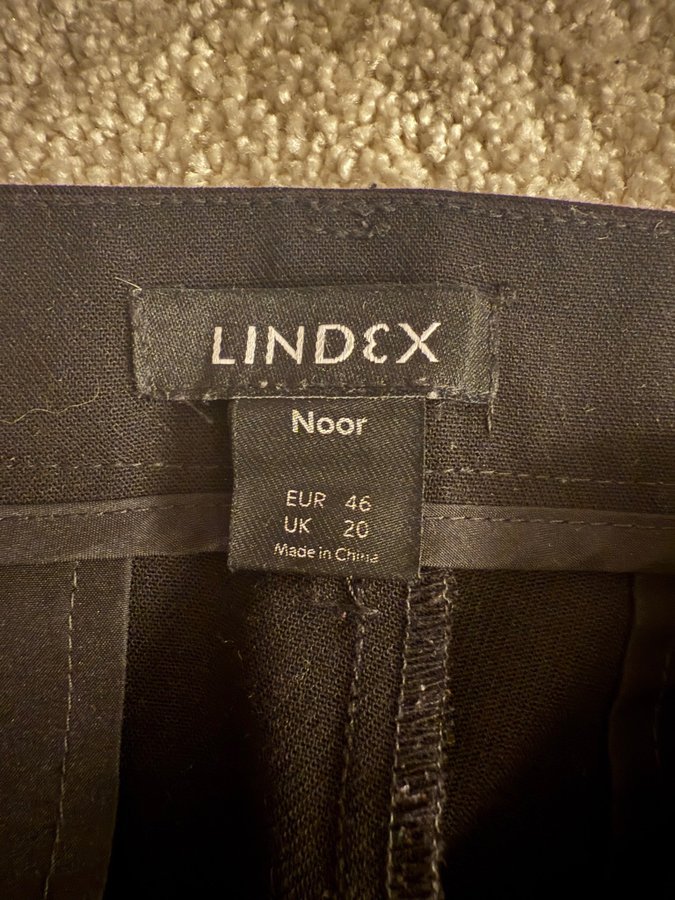 LINDEX
Noor
EUR 46
UK 20
Made in China